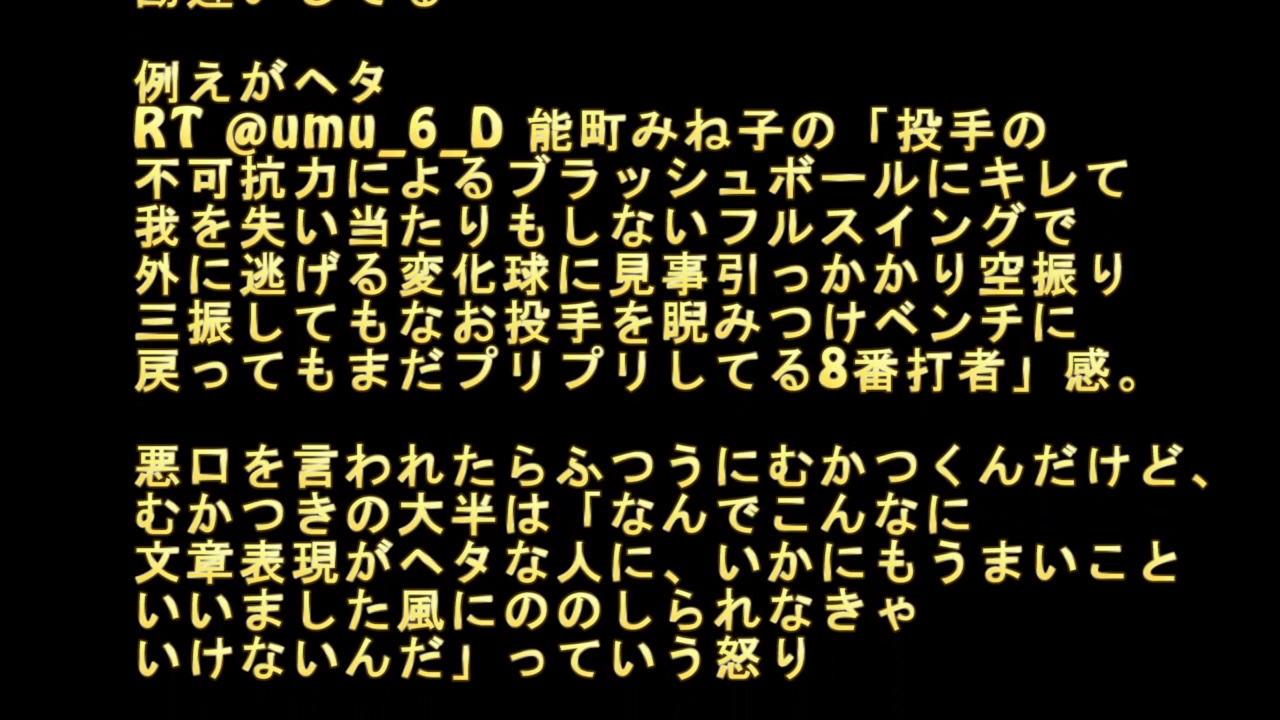 勘違いしてる
例えがヘタ
RT @umu_6_D 能町みね子の「投手の
不可抗力によるブラッシュボールにキレて
我を失い当たりもしないフルスイングで
外に逃げる変化球に見事引っかかり空振り
三振してもなお投手を睨みつけベンチに
戻ってもまだプリプリしてる8番打者」感。
悪口を言われたらふつうにむかつくんだけど、
むかつきの大半は「なんでこんなに
文章表現がヘタな人に、いかにもうまいこと
いいました風にののしられなきゃ
いけないんだ」っていう怒り